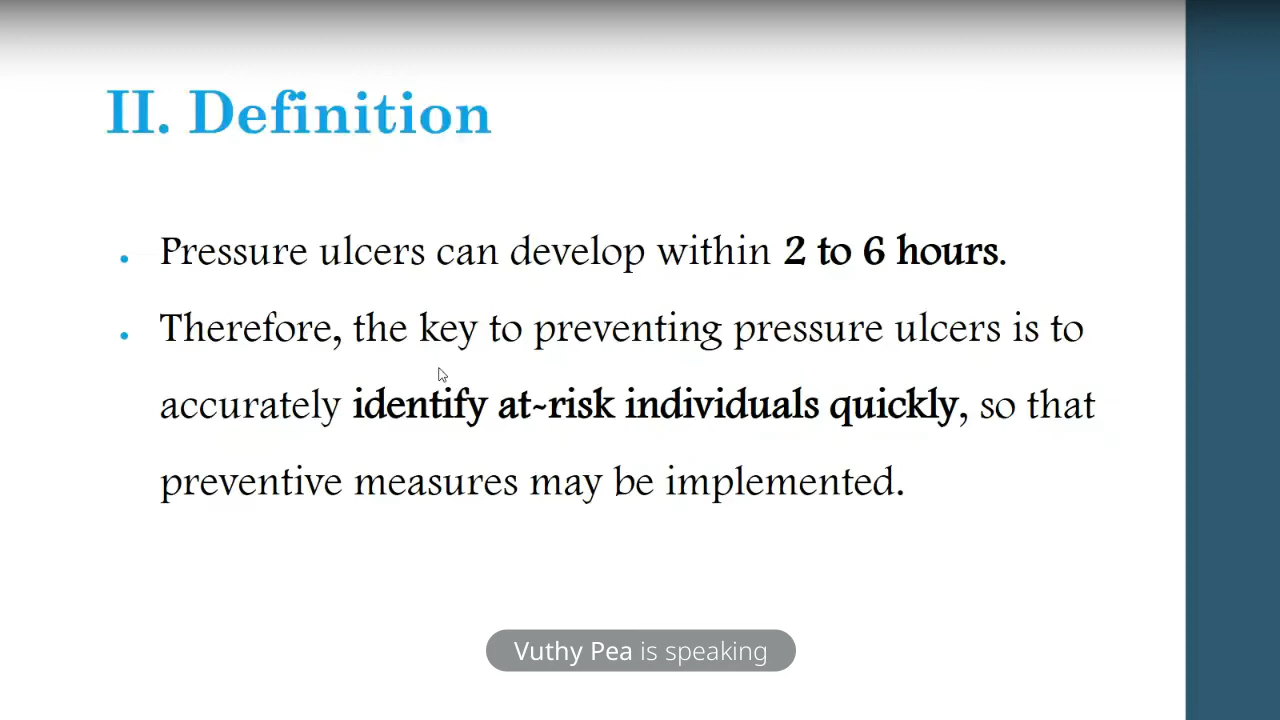 II. Definition
• Pressure ulcers can develop within 2 to 6 hours.
• Therefore, the key to preventing pressure ulcers is to
accurately identify at-risk individuals quickly, so that
preventive measures may be implemented.
Vuthy Pea is speaking